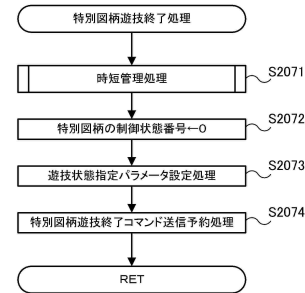 特別図柄遊技終了処理
時短管理処理
S2071
特別図柄の制御状態番号←0
S2072
遊技状態指定パラメータ設定処理
S2073
特別図柄遊技終了コマンド送信予約処理
S2074
RET